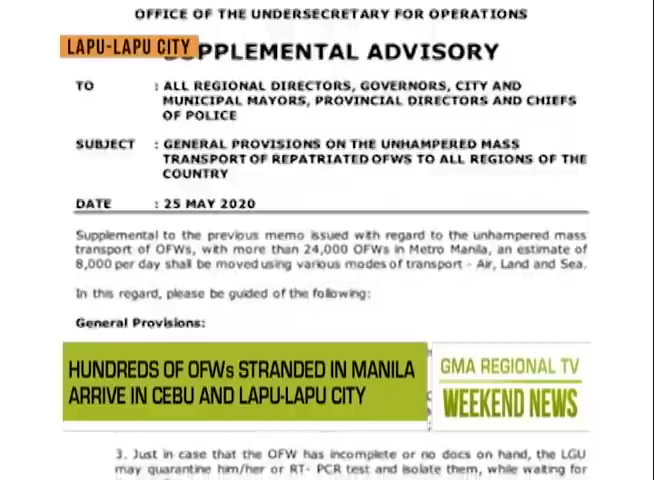 OFFICE OF THE UNDERSECRETARY FOR OPERATIONS
LAPU-LAPU CITY
SUPPLEMENTAL ADVISORY
TO : ALL REGIONAL DIRECTORS, GOVERNORS, CITY AND
MUNICIPAL MAYORS, PROVINCIAL DIRECTORS AND CHIEFS
OF POLICE
SUBJECT : GENERAL PROVISIONS ON THE UNHAMPERED MASS
TRANSPORT OF REPATRIATED OFWS TO ALL REGIONS OF THE
COUNTRY
DATE : 25 MAY 2020
Supplemental to the previous memo issued with regard to the unhampered mass
transport of OFWs, with more than 24,000 OFWs in Metro Manila, an estimate of
8,000 per day shall be moved using various modes of transport - Air, Land and Sea.
In this regard, please be guided of the following:
General Provisions:
HUNDREDS OF OFWs STRANDED IN MANILA
ARRIVE IN CEBU AND LAPU-LAPU CITY
GMA REGIONAL TV
WEEKEND NEWS
3. Just in case that the OFW has incomplete or no docs on hand, the LGU
may quarantine him/her or RT- PCR test and isolate them, while waiting for